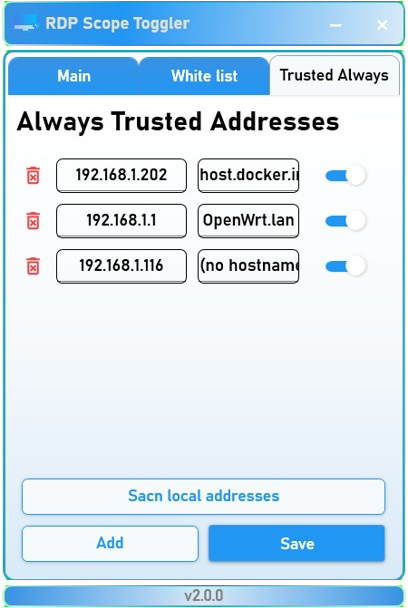 RDP Scope Toggler
Main White list Trusted Always
Always Trusted Addresses
192.168.1.202 host.docker.i
192.168.1.1 OpenWrt.lan
192.168.1.116 (no hostname
Sacn local addresses
Add Save
v2.0.0